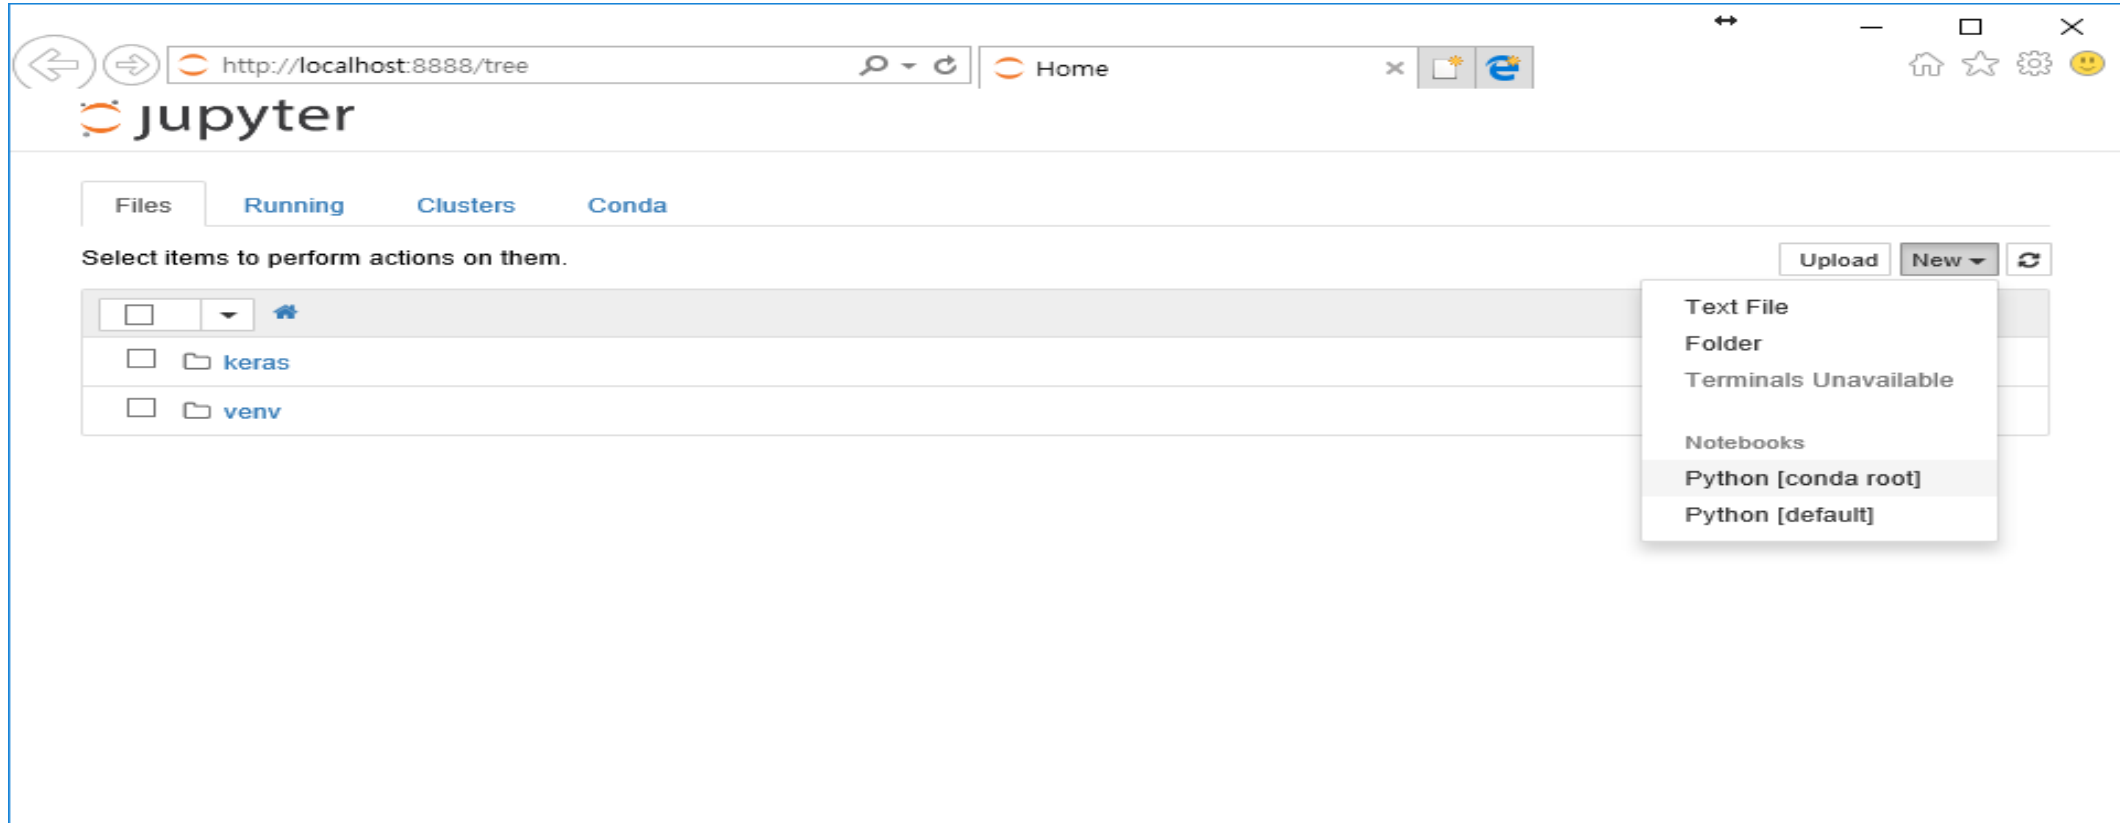 http://localhost:8888/tree
Home
jupyter
Files Running Clusters Conda
Select items to perform actions on them.
Upload New
Text File
Folder
keras
Terminals Unavailable
venv
Notebooks
Python [conda root]
Python [default]